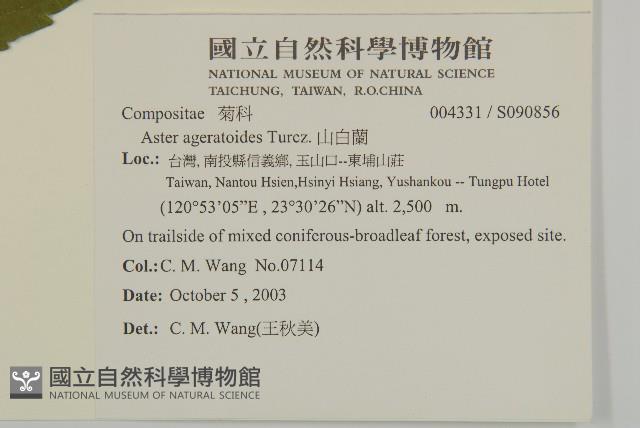 國立自然科學博物館
NATIONAL MUSEUM OF NATURAL SCIENCE
TAICHUNG, TAIWAN, R.O.CHINA
Compositae 菊科 004331 / S090856
Aster ageratoides Turcz. 山白蘭
Loc.: 台灣, 南投縣信義鄉, 玉山口--東埔山莊
Taiwan, Nantou Hsien,Hsinyi Hsiang, Yushankou -- Tungpu Hotel
(120°53'05”E , 23°30'26”N) alt. 2,500 m.
On trailside of mixed coniferous-broadleaf forest, exposed site.
Col.: C. M. Wang No.07114
Date: October 5 , 2003
Det.: C. M. Wang(王秋美)
國立自然科學博物館
NATIONAL MUSEUM OF NATURAL SCIENCE